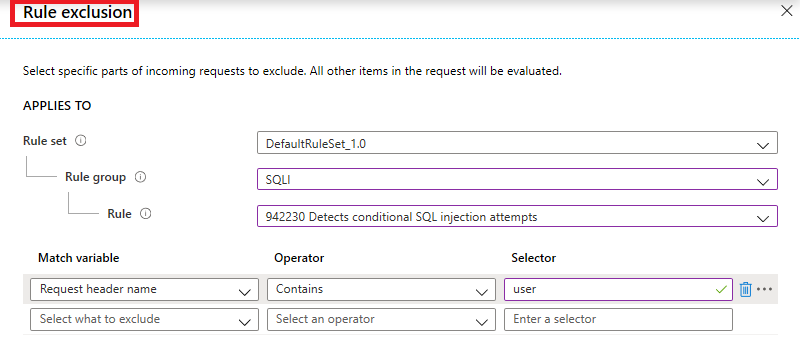 Rule exclusion
Select specific parts of incoming requests to exclude. All other items in the request will be evaluated.
APPLIES TO
Rule set DefaultRuleSet_1.0
Rule group SQLI
Rule 942230 Detects conditional SQL injection attempts
Match variable Operator Selector
Request header name Contains user
Select what to exclude Select an operator Enter a selector